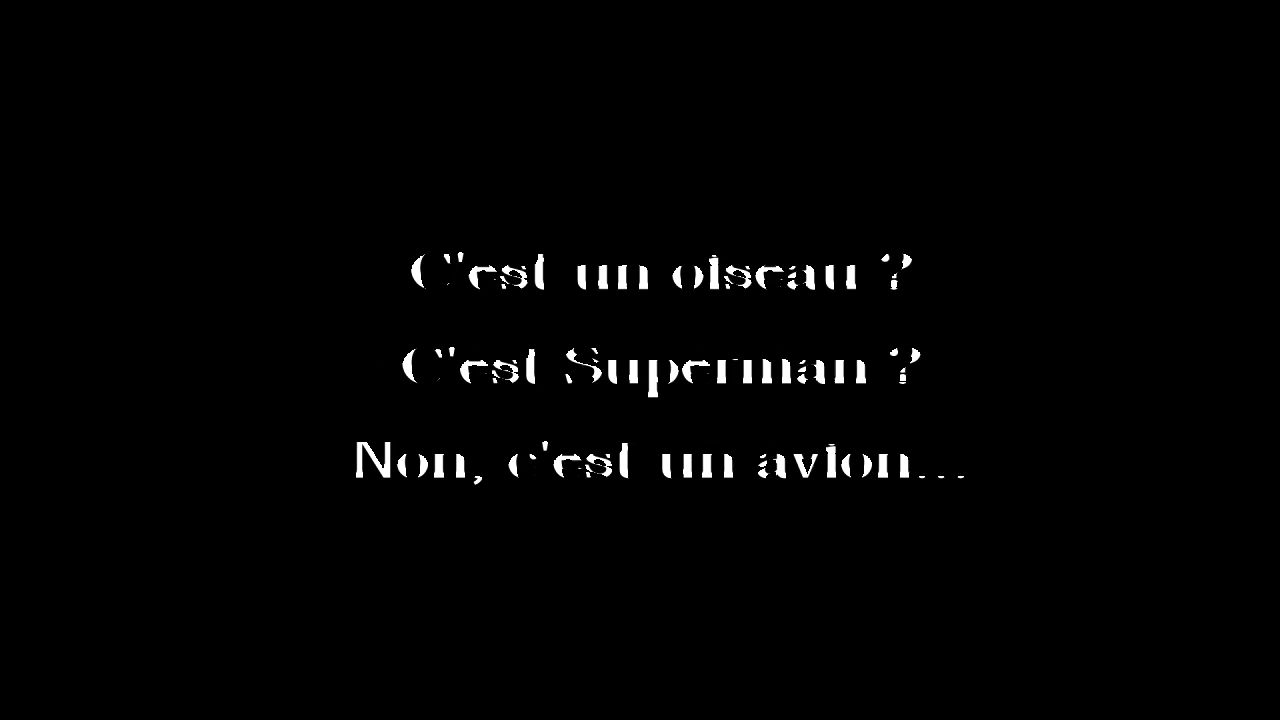 C'est un oiseau ?
C'est Superman ?
Non, c'est un avion...